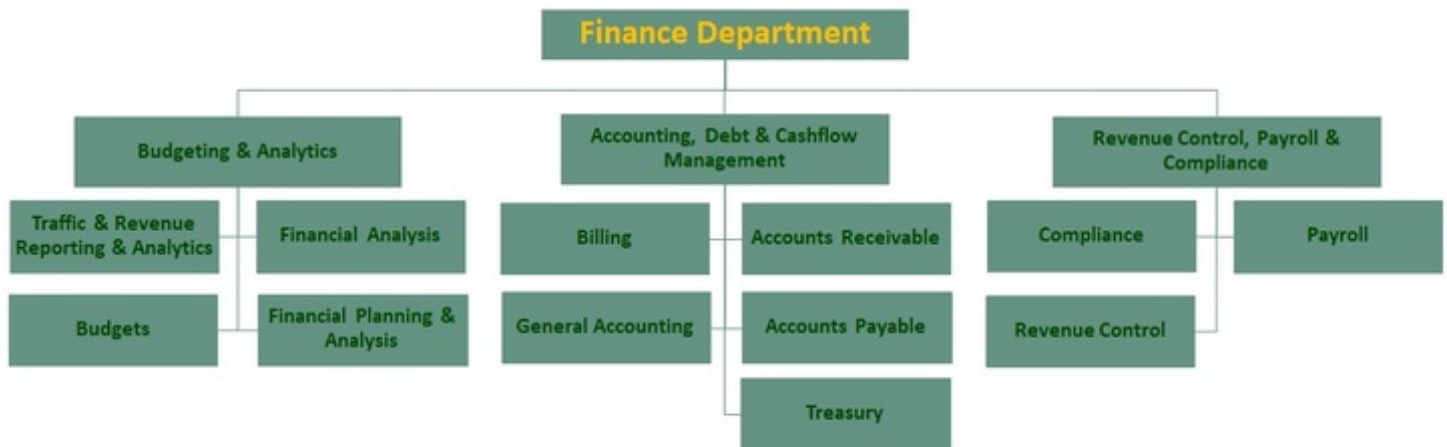 Finance Department
Budgeting & Analytics
Accounting, Debt & Cashflow
Management
Revenue Control, Payroll &
Compliance
Traffic & Revenue
Reporting & Analytics
Financial Analysis
Billing
Accounts Receivable
Compliance
Payroll
Budgets
Financial Planning &
Analysis
General Accounting
Accounts Payable
Revenue Control
Treasury